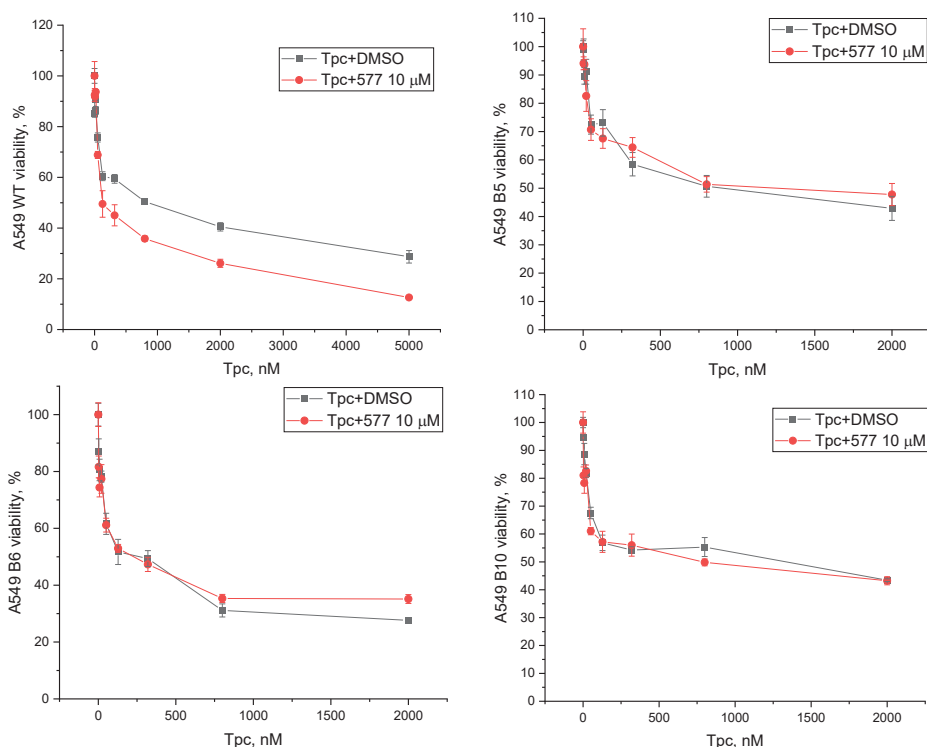 120
100
80
60
40
20
0
0 1000 2000 3000 4000 5000
A549 WT viability, %
Tpc, nM
Tpc+DMSO
Tpc+577 10 μM
110
100
90
80
70
60
50
40
30
20
10
0
0 500 1000 1500 2000
A549 B5 viability, %
Tpc, nM
Tpc+DMSO
Tpc+577 10 μM
100
80
60
40
20
0
0 500 1000 1500 2000
A549 B6 viability, %
Tpc, nM
Tpc+DMSO
Tpc+577 10 μM
110
100
90
80
70
60
50
40
30
20
10
0
0 500 1000 1500 2000
A549 B10 viability, %
Tpc, nM
Tpc+DMSO
Tpc+577 10 μM